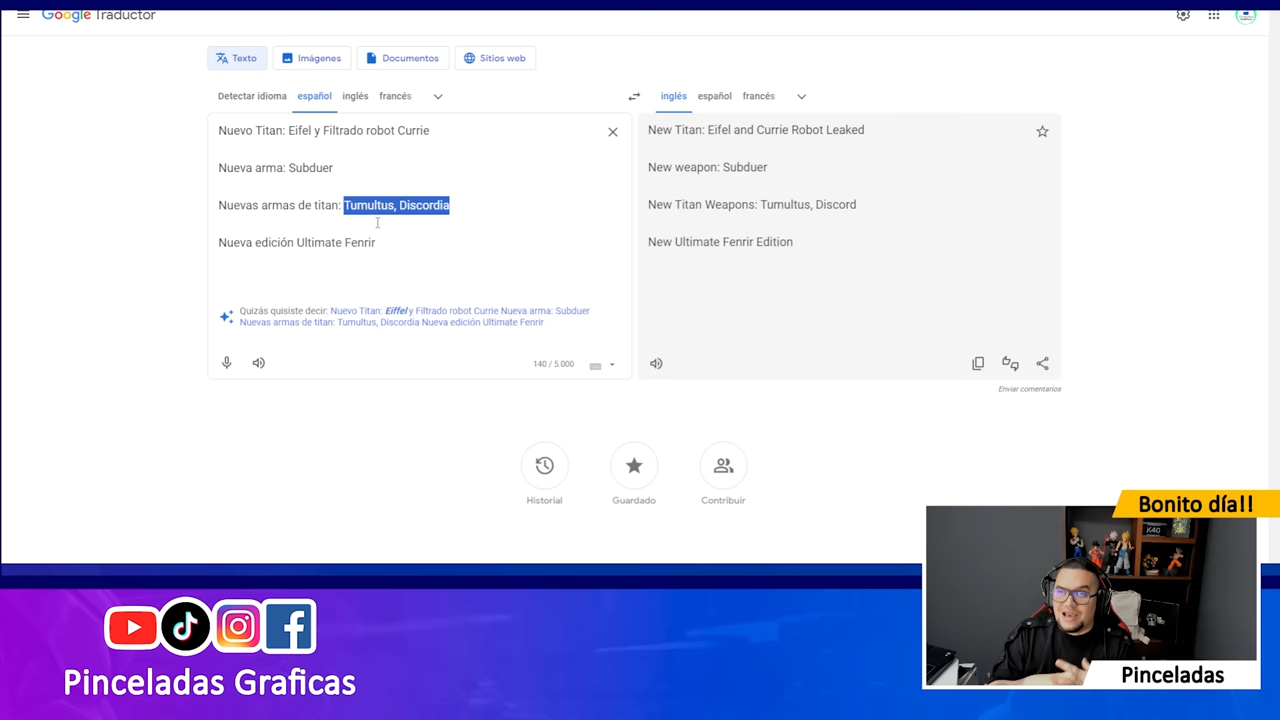 Google Traductor
Texto
Imágenes
Documentos
Sitios web
Detectar idioma español inglés francés
inglés español francés
Nuevo Titan: Eifel y Filtrado robot Currie
Nueva arma: Subduer
Nuevas armas de titan: Tumultus, Discordia
Nueva edición Ultimate Fenrir
Quizás quisiste decir: Nuevo Titan: Eiffel y Filtrado robot Currie Nueva arma: Subduer
Nuevas armas de titan: Tumultus, Discordia Nueva edición Ultimate Fenrir
140 / 5.000
New Titan: Eifel and Currie Robot Leaked
New weapon: Subduer
New Titan Weapons: Tumultus, Discord
New Ultimate Fenrir Edition
Enviar comentarios
Historial
Guardado
Contribuir
Bonito día!!
K40
Pinceladas
Pinceladas Graficas